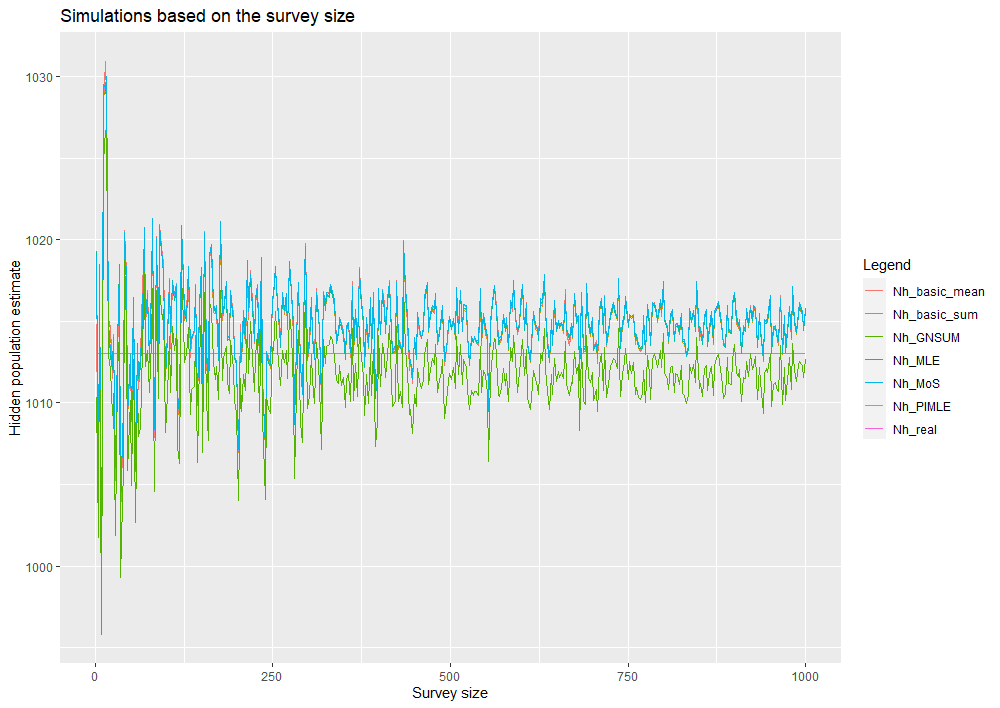 Simulations based on the survey size
Hidden population estimate
1030
1020
1010
1000
0
250
500
750
1000
Survey size
Legend
Nh_basic_mean
Nh_basic_sum
Nh_GNSUM
Nh_MLE
Nh_MoS
Nh_PIMLE
Nh_real